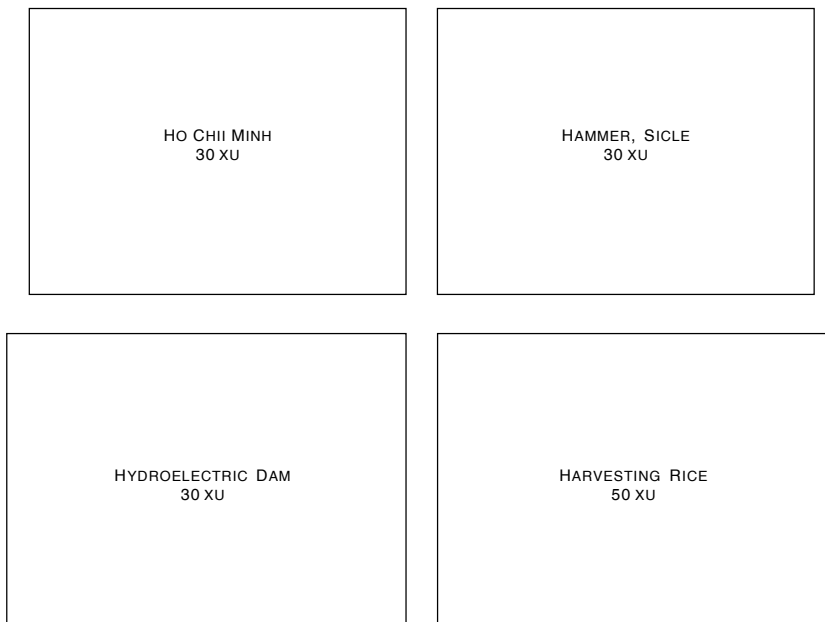 HO CHII MINH
30 XU
HAMMER, SICLE
30 XU
HYDROELECTRIC DAM
30 XU
HARVESTING RICE
50 XU